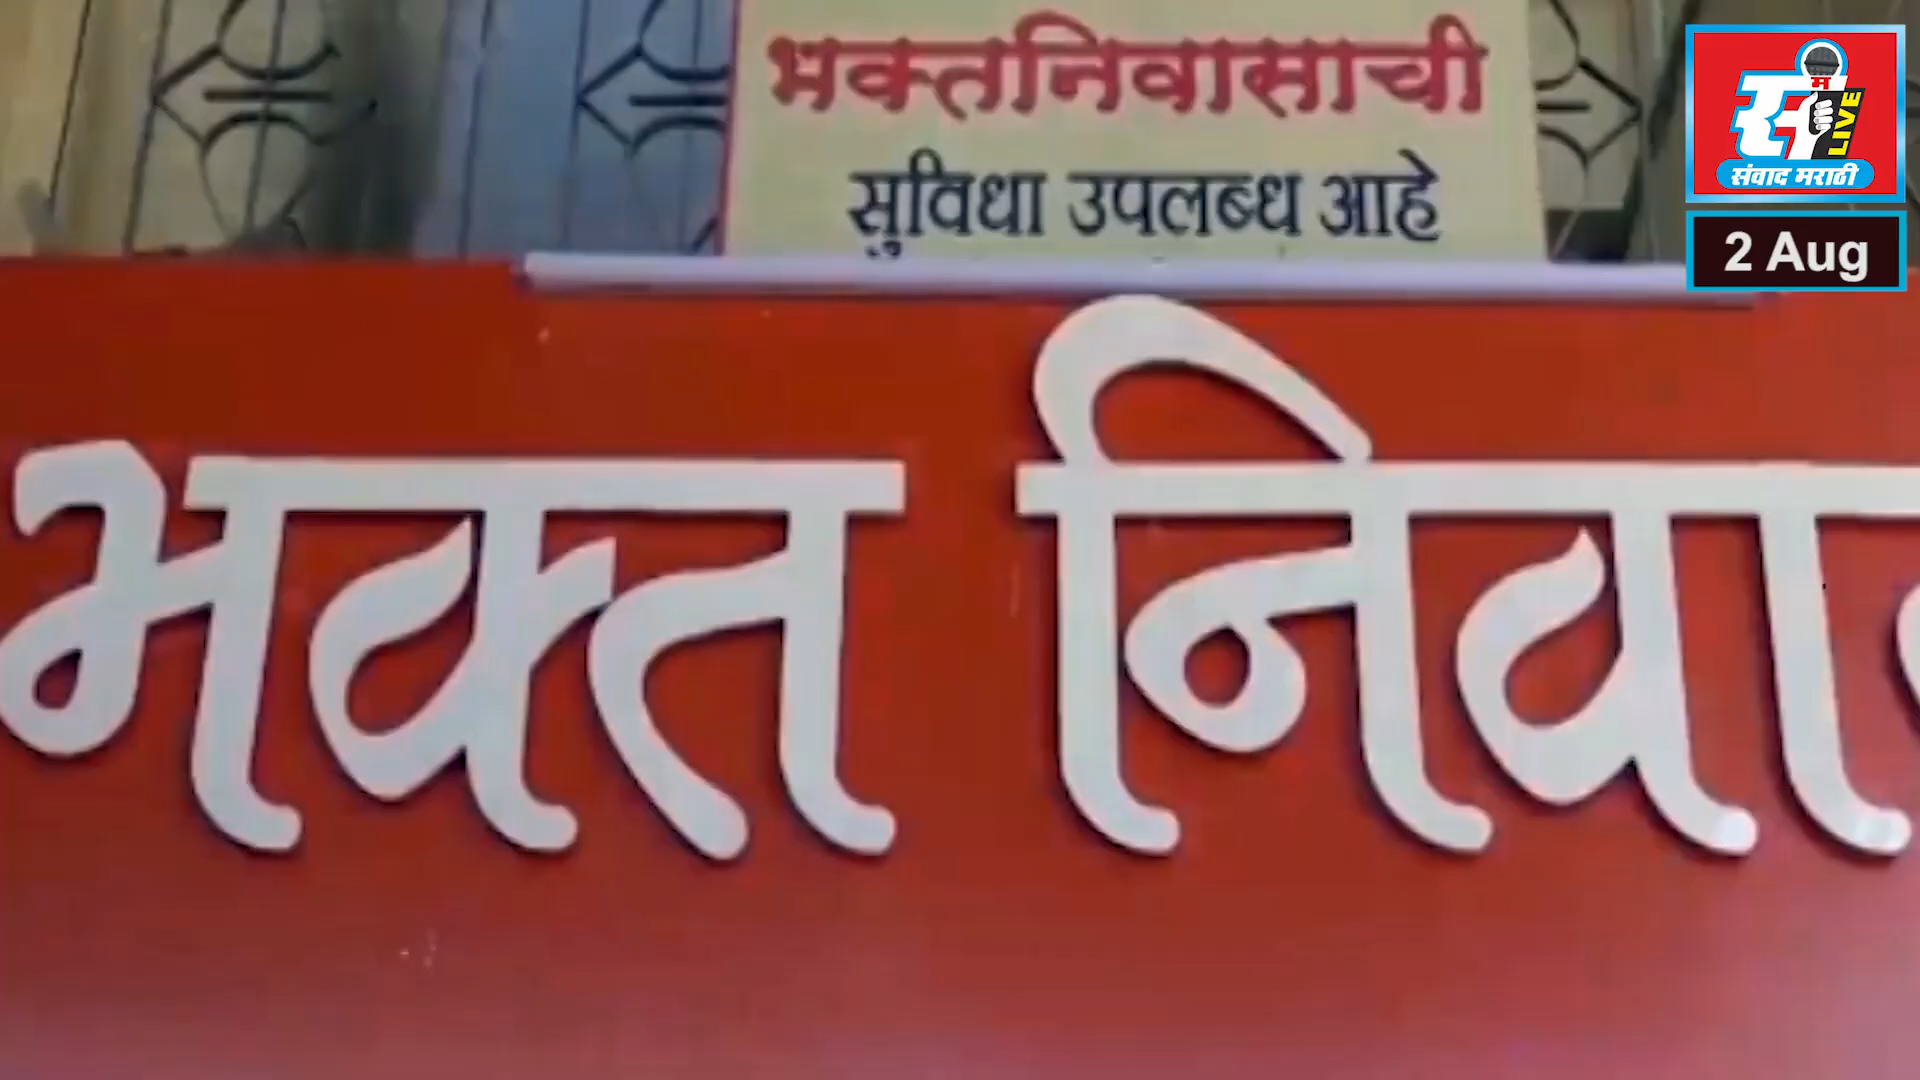 भक्तनिवासाची
सुविधा उपलब्ध आहे
भक्त निवा
म
LIVE
संवाद मराठी
2 Aug